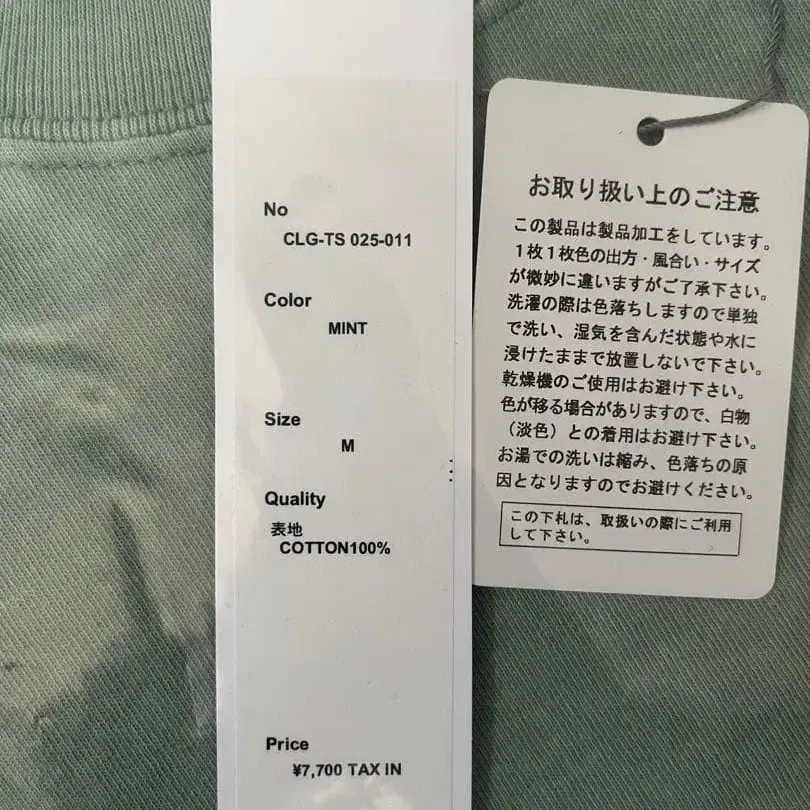 No
CLG-TS 025-011
Color
MINT
Size
M
Quality
表地
COTTON100%
Price
¥7,700 TAX IN
お取り扱い上のご注意
この製品は製品加工をしています。
1枚1枚色の出方・風合い・サイズ
が微妙に違いますがご了承下さい。
洗濯の際は色落ちしますので単独
で洗い、湿気を含んだ状態や水に
浸けたままで放置しないで下さい。
乾燥機のご使用はお避け下さい。
色が移る場合がありますので、白物
（淡色）との着用はお避け下さい。
お湯での洗いは縮み、色落ちの原
因となりますのでお避けください。
この下札は、取扱いの際にご利用
して下さい。